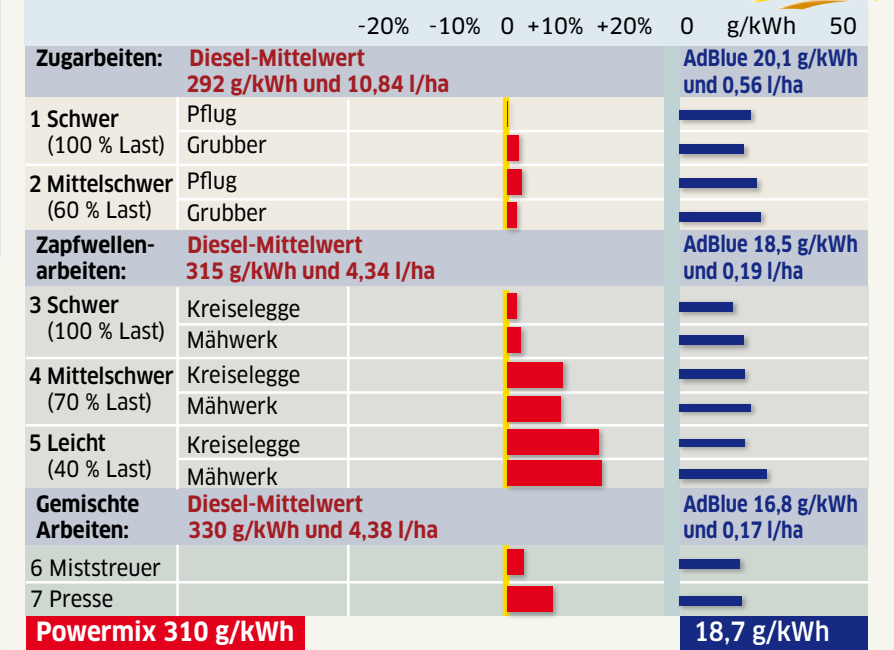 -20% -10% 0 +10% +20% 0 g/kWh 50
Zugarbeiten: Diesel-Mittelwert AdBlue 20,1 g/kWh
292 g/kWh und 10,84 l/ha und 0,56 l/ha
1 Schwer Pflug
(100 % Last) Grubber
2 Mittelschwer Pflug
(60 % Last) Grubber
Zapfwellen- Diesel-Mittelwert AdBlue 18,5 g/kWh
arbeiten: 315 g/kWh und 4,34 l/ha und 0,19 l/ha
3 Schwer Kreiselegge
(100 % Last) Mähwerk
4 Mittelschwer Kreiselegge
(70 % Last) Mähwerk
5 Leicht Kreiselegge
(40 % Last) Mähwerk
Gemischte Diesel-Mittelwert AdBlue 16,8 g/kWh
Arbeiten: 330 g/kWh und 4,38 l/ha und 0,17 l/ha
6 Miststreuer
7 Presse
Powermix 310 g/kWh 18,7 g/kWh